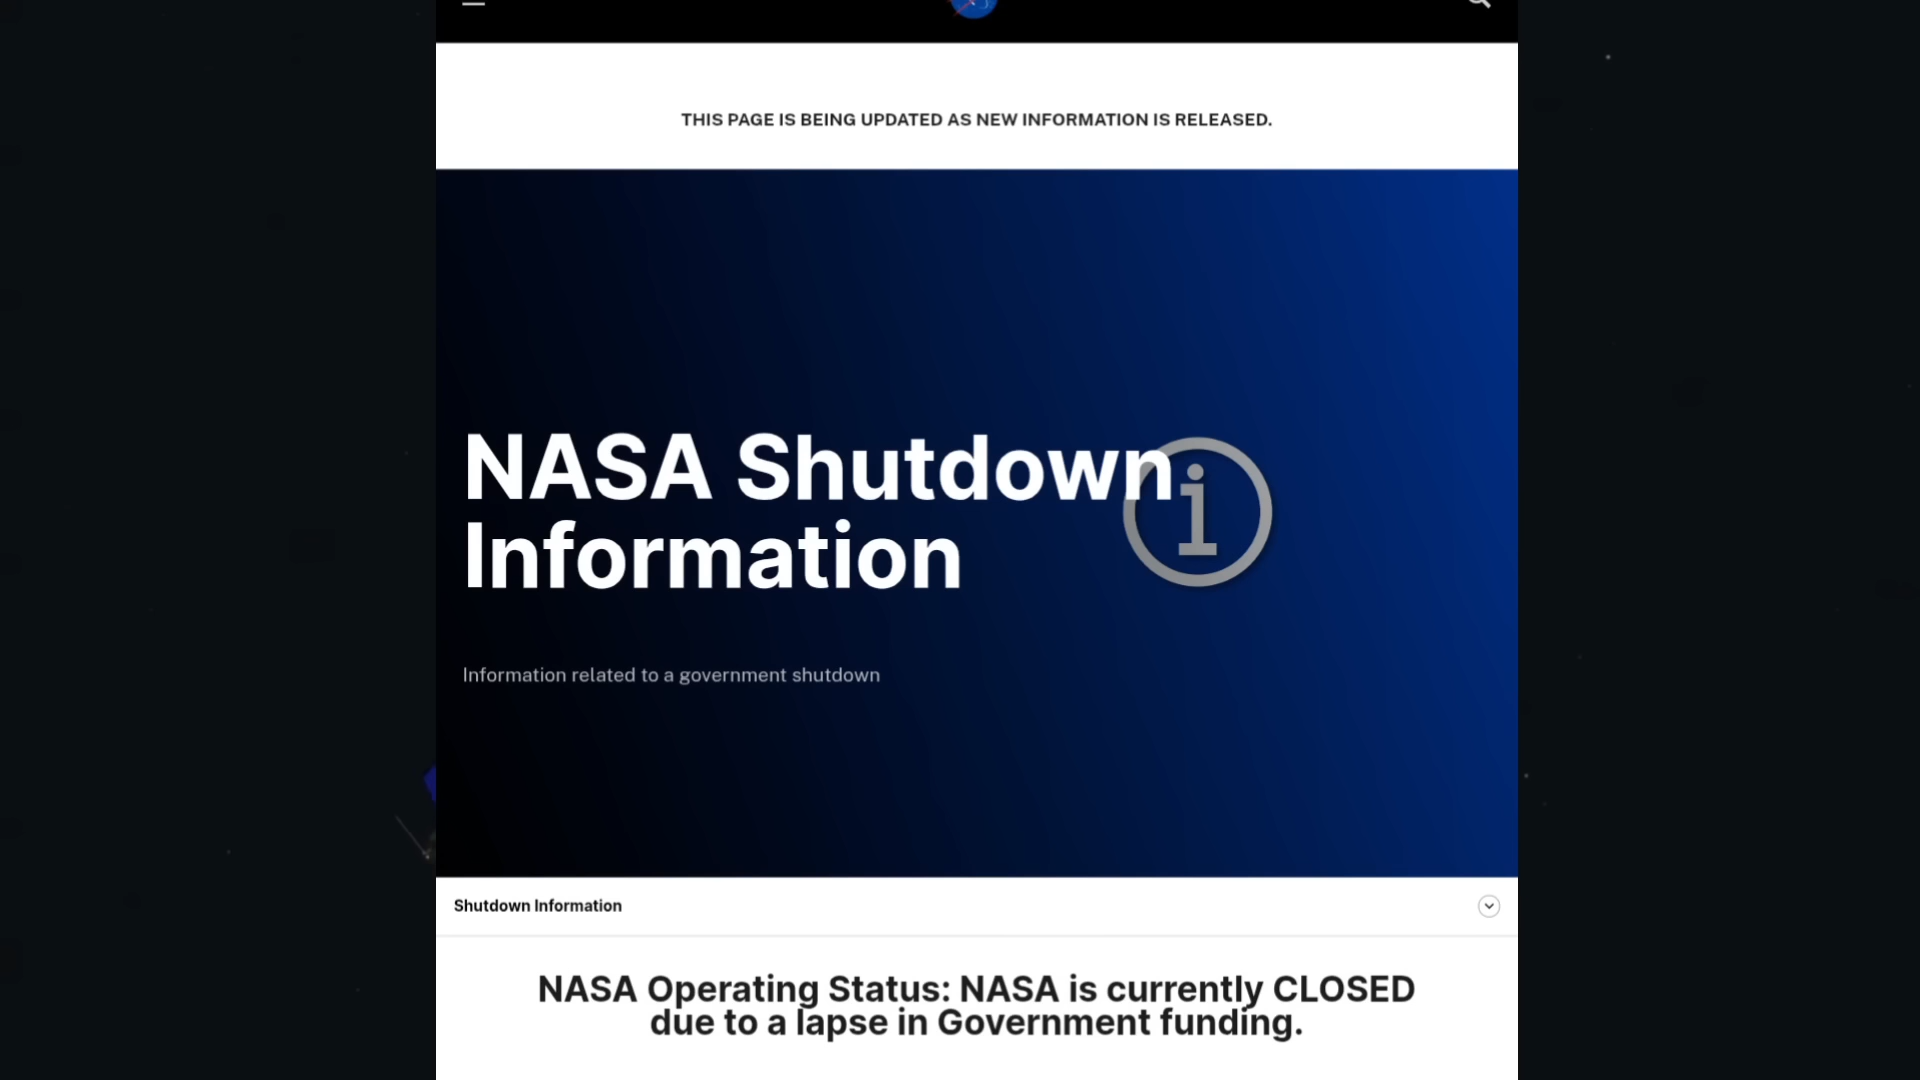 THIS PAGE IS BEING UPDATED AS NEW INFORMATION IS RELEASED.
NASA Shutdown
Information
Information related to a government shutdown
Shutdown Information
NASA Operating Status: NASA is currently CLOSED
due to a lapse in Government funding.